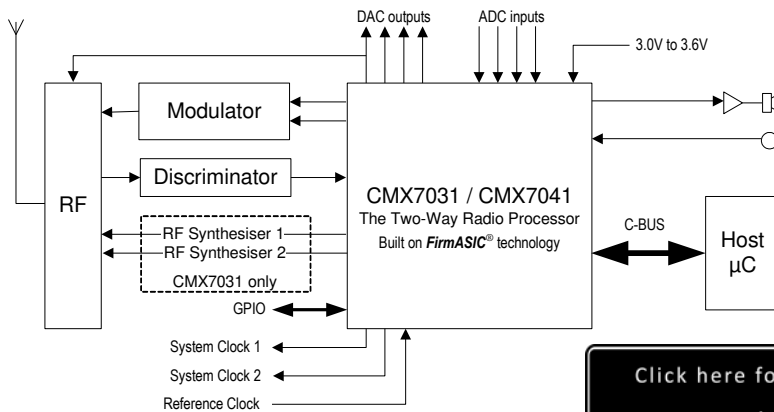 DAC outputs
ADC inputs
3.0V to 3.6V
Modulator
Discriminator
RF
CMX7031 / CMX7041
The Two-Way Radio Processor
Built on FirmASIC® technology
RF Synthesiser 1
RF Synthesiser 2
CMX7031 only
C-BUS
Host
µC
GPIO
System Clock 1
System Clock 2
Reference Clock
Click here fo